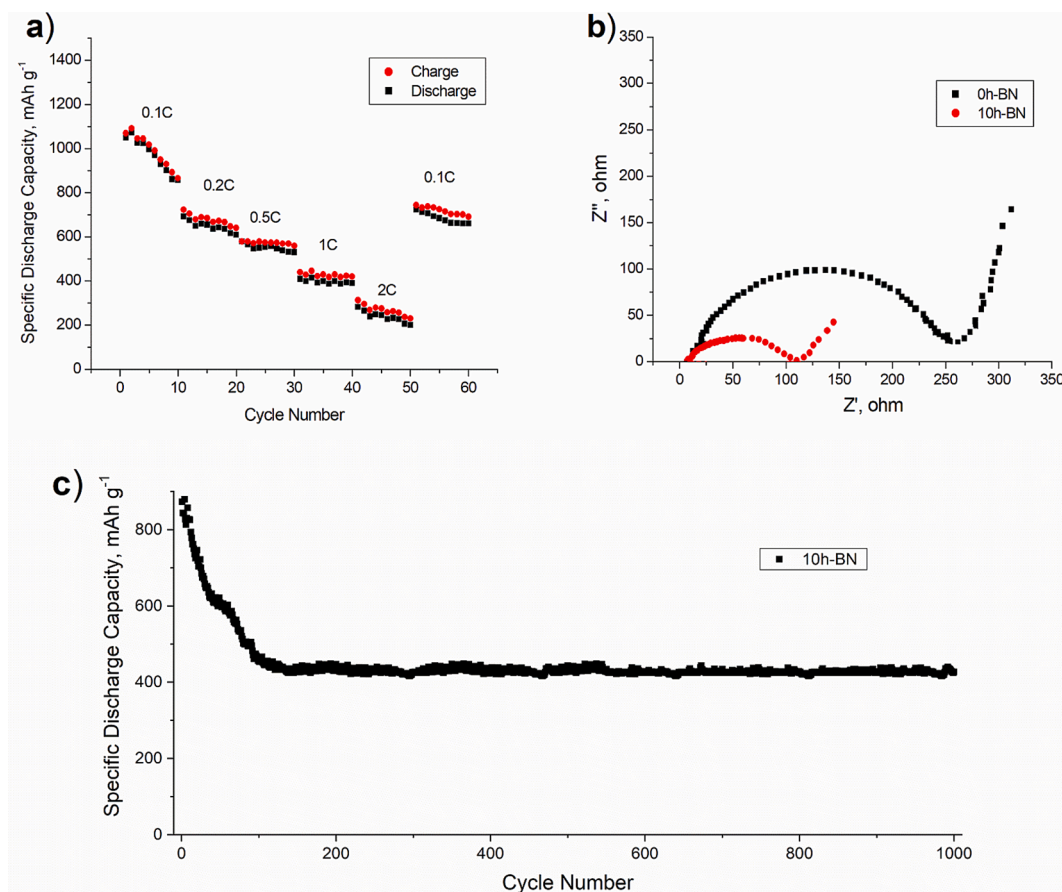 a)
Specific Discharge Capacity, mAh g⁻¹
1400
1200
1000
800
600
400
200
0
0.1C
0.2C
0.5C
1C
2C
0.1C
Charge
Discharge
0 10 20 30 40 50 60
Cycle Number
b)
Z'', ohm
350
300
250
200
150
100
50
0
0h-BN
10h-BN
0 50 100 150 200 250 300 350
Z', ohm
c)
Specific Discharge Capacity, mAh g⁻¹
800
600
400
200
0
10h-BN
0 200 400 600 800 1000
Cycle Number